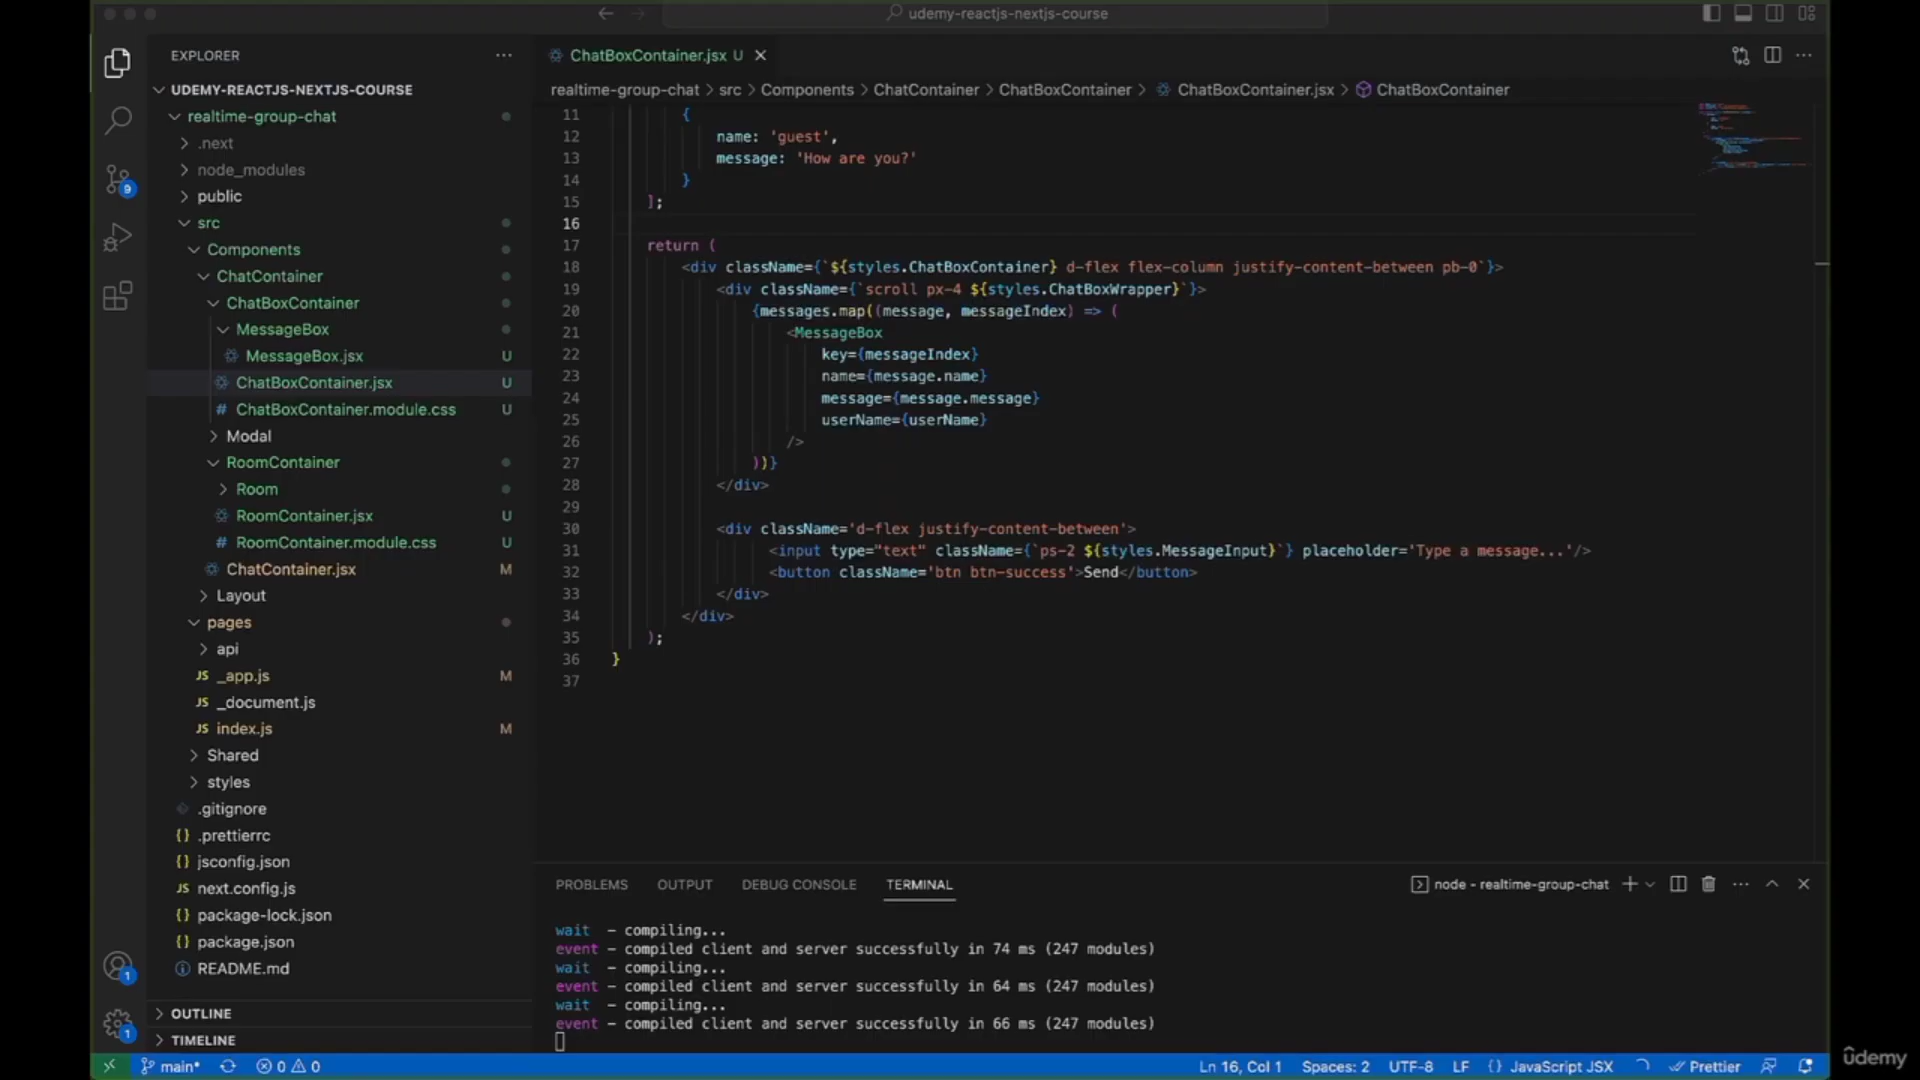 udemy-reactjs-nextjs-course
EXPLORER
ChatBoxContainer.jsx U
UDEMY-REACTJS-NEXTJS-COURSE
realtime-group-chat > src > Components > ChatContainer > ChatBoxContainer > ChatBoxContainer.jsx > ChatBoxContainer
realtime-group-chat
.next
node_modules
public
src
Components
ChatContainer
ChatBoxContainer
MessageBox
MessageBox.jsx U
ChatBoxContainer.jsx U
ChatBoxContainer.module.css U
Modal
RoomContainer
Room
RoomContainer.jsx U
RoomContainer.module.css U
ChatContainer.jsx M
Layout
pages
api
JS _app.js M
JS _document.js
JS index.js M
Shared
styles
.gitignore
{} .prettierrc
{} jsconfig.json
JS next.config.js
{} package-lock.json
{} package.json
README.md
OUTLINE
TIMELINE
9
1
1
11 {
12 name: 'guest',
13 message: 'How are you?'
14 }
15 ];
16
17 return (
18 <div className={`${styles.ChatBoxContainer} d-flex flex-column justify-content-between pb-0`}>
19 <div className={`scroll px-4 ${styles.ChatBoxWrapper}`}>
20 {messages.map((message, messageIndex) => (
21 <MessageBox
22 key={messageIndex}
23 name={message.name}
24 message={message.message}
25 userName={userName}
26 />
27 ))}
28 </div>
29
30 <div className='d-flex justify-content-between'>
31 <input type="text" className={`ps-2 ${styles.MessageInput}`} placeholder='Type a message...'/>
32 <button className='btn btn-success'>Send</button>
33 </div>
34 </div>
35 );
36 }
37
PROBLEMS OUTPUT DEBUG CONSOLE TERMINAL
node - realtime-group-chat
wait - compiling...
event - compiled client and server successfully in 74 ms (247 modules)
wait - compiling...
event - compiled client and server successfully in 64 ms (247 modules)
wait - compiling...
event - compiled client and server successfully in 66 ms (247 modules)
main* 0 0 Ln 16, Col 1 Spaces: 2 UTF-8 LF {} JavaScript JSX Prettier
ûdemy